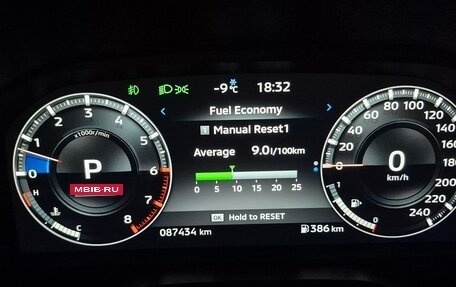 -9°C 18:32
Fuel Economy
1 Manual Reset1
Average 9.0 l/100km
0 5 10 15 20 25
OK Hold to RESET
087434 km
386 km
1 2 3 4 5 6 7 8
x1000r/min
P
MBIB-RU
H
C
0 20 40 60 80 100 120 140 160 180 200 220 240
0
km/h
F